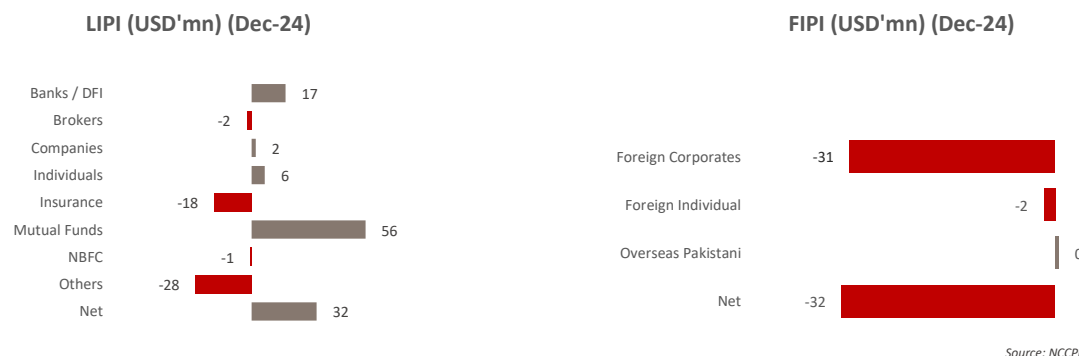 LIPI (USD'mn) (Dec-24)
Banks / DFI 17
Brokers -2
Companies 2
Individuals 6
Insurance -18
Mutual Funds 56
NBFC -1
Others -28
Net 32
FIPI (USD'mn) (Dec-24)
Foreign Corporates -31
Foreign Individual -2
Overseas Pakistani 0
Net -32
Source: NCCP